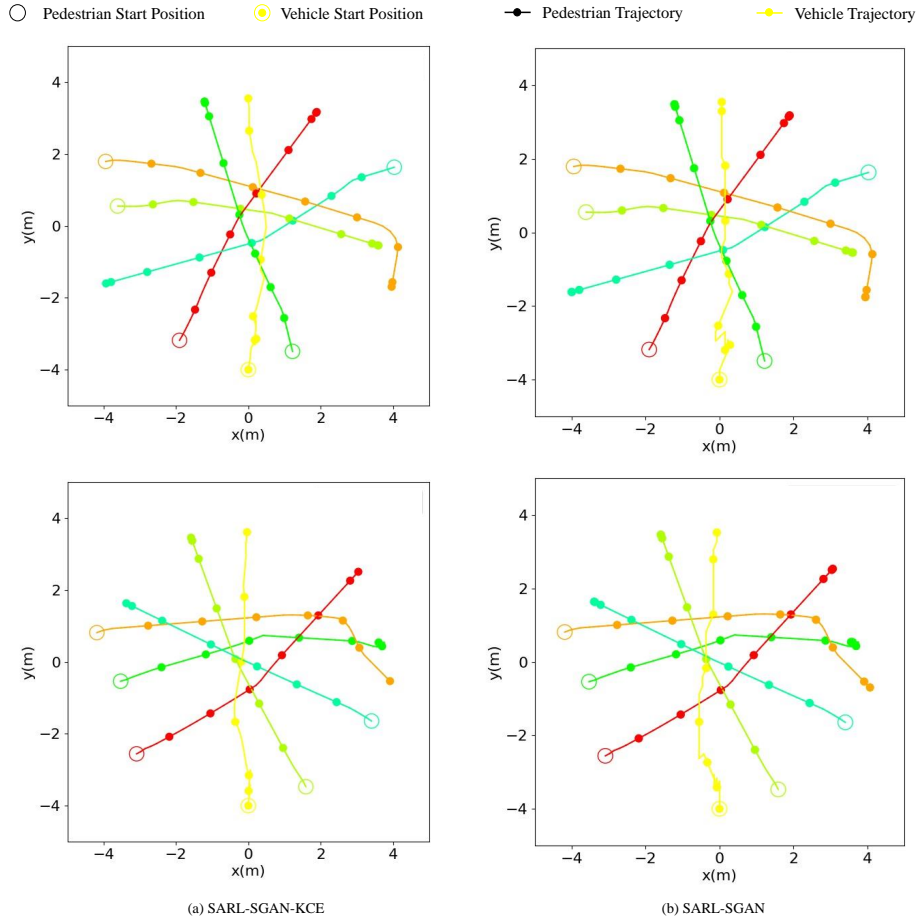 Pedestrian Start Position Vehicle Start Position Pedestrian Trajectory Vehicle Trajectory
4
2
0
−2
−4
y(m)
−4 −2 0 2 4
x(m)
4
2
0
−2
−4
y(m)
−4 −2 0 2 4
x(m)
4
2
0
−2
−4
y(m)
−4 −2 0 2 4
x(m)
4
2
0
−2
−4
y(m)
−4 −2 0 2 4
x(m)
(a) SARL-SGAN-KCE (b) SARL-SGAN